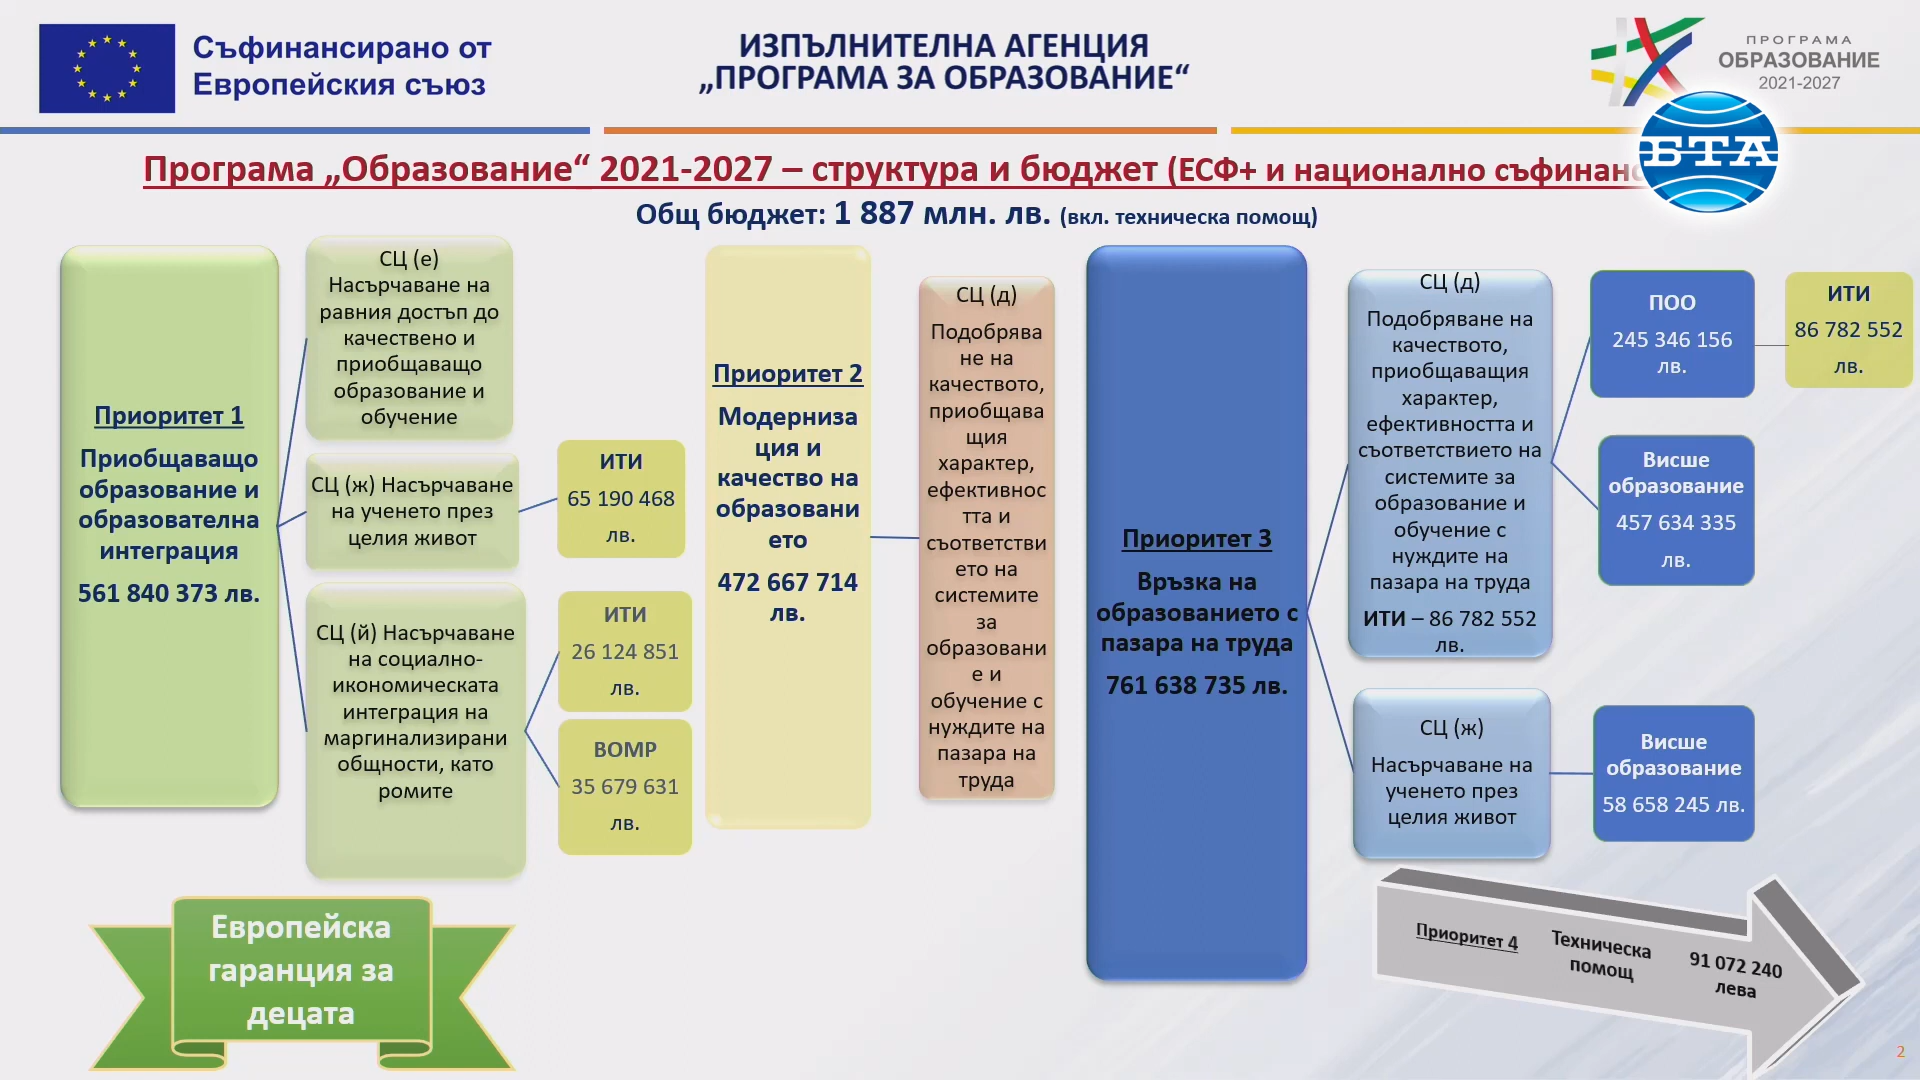 Съфинансирано от
Европейския съюз
ИЗПЪЛНИТЕЛНА АГЕНЦИЯ
„ПРОГРАМА ЗА ОБРАЗОВАНИЕ“
ПРОГРАМА
ОБРАЗОВАНИЕ
2021-2027
БТА
Програма „Образование“ 2021-2027 – структура и бюджет (ЕСФ+ и национално
Общ бюджет: 1 887 млн. лв. (вкл. техническа помощ)
Приоритет 1
Приобщаващо
образование и
образователна
интеграция
561 840 373 лв.
СЦ (е)
Насърчаване на
равния достъп до
качествено и
приобщаващо
образование и
обучение
СЦ (ж) Насърчаване
на ученето през
целия живот
ИТИ
65 190 468
лв.
СЦ (й) Насърчаване
на социално-
икономическата
интеграция на
маргинализирани
общности, като
ромите
ИТИ
26 124 851
лв.
ВОМР
35 679 631
лв.
Приоритет 2
Модерниза
ция и
качество на
образовани
ето
472 667 714
лв.
СЦ (д)
Подобрява
не на
качеството,
приобщава
щия
характер,
ефективнос
тта и
съответстви
ето на
системите
за
образовани
е и
обучение с
нуждите на
пазара на
труда
Приоритет 3
Връзка на
образованието с
пазара на труда
761 638 735 лв.
СЦ (д)
Подобряване на
качеството,
приобщаващия
характер,
ефективността и
съответствието на
системите за
образование и
обучение с
нуждите на
пазара на труда
ИТИ – 86 782 552
лв.
ПОО
245 346 156
лв.
ИТИ
86 782 552
лв.
Висше
образование
457 634 335
лв.
СЦ (ж)
Насърчаване на
ученето през
целия живот
Висше
образование
58 658 245 лв.
Европейска
гаранция за
децата
Приоритет 4
Техническа
помощ
91 072 240
лева
2